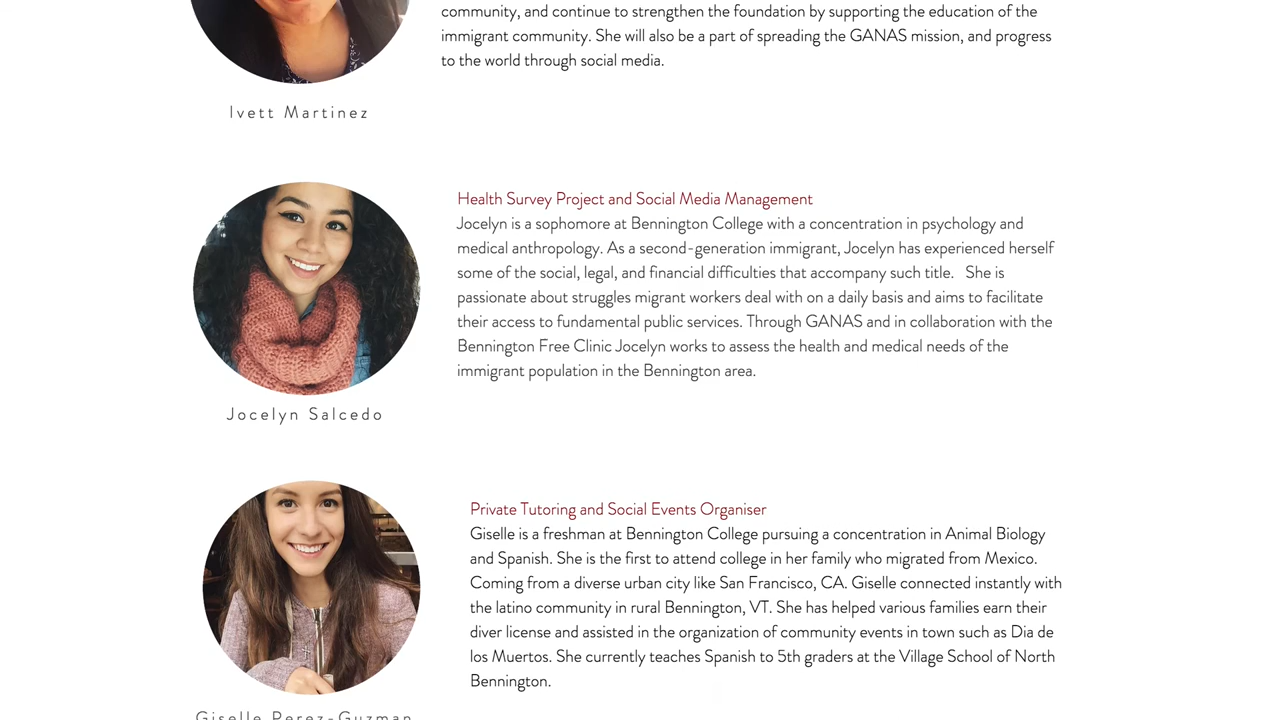 community, and continue to strengthen the foundation by supporting the education of the
immigrant community. She will also be a part of spreading the GANAS mission, and progress
to the world through social media.
Ivett Martinez
Health Survey Project and Social Media Management
Jocelyn is a sophomore at Bennington College with a concentration in psychology and
medical anthropology. As a second-generation immigrant, Jocelyn has experienced herself
some of the social, legal, and financial difficulties that accompany such title.   She is
passionate about struggles migrant workers deal with on a daily basis and aims to facilitate
their access to fundamental public services. Through GANAS and in collaboration with the
Bennington Free Clinic Jocelyn works to assess the health and medical needs of the
immigrant population in the Bennington area.
Jocelyn Salcedo
Private Tutoring and Social Events Organiser
Giselle is a freshman at Bennington College pursuing a concentration in Animal Biology
and Spanish. She is the first to attend college in her family who migrated from Mexico.
Coming from a diverse urban city like San Francisco, CA. Giselle connected instantly with
the latino community in rural Bennington, VT. She has helped various families earn their
diver license and assisted in the organization of community events in town such as Dia de
los Muertos. She currently teaches Spanish to 5th graders at the Village School of North
Bennington.
Giselle Perez-Guzman